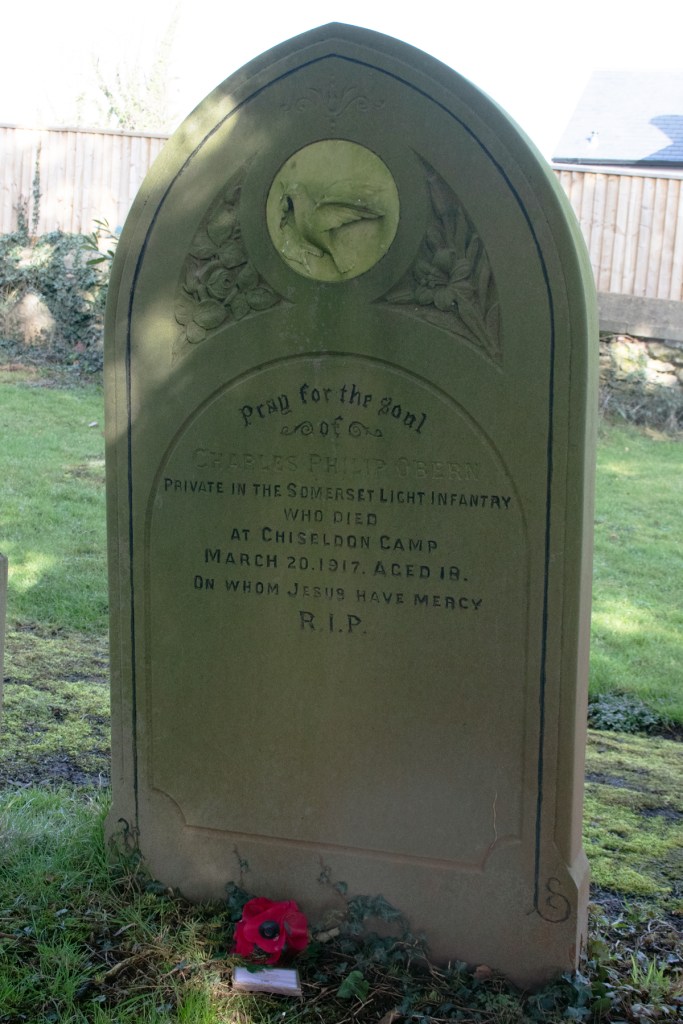 Pray for the Soul
of
CHARLES PHILIP OBERN
PRIVATE IN THE SOMERSET LIGHT INFANTRY
WHO DIED
AT CHISELDON CAMP
MARCH 20. 1917. AGED 18.
ON WHOM JESUS HAVE MERCY
R.I.P.